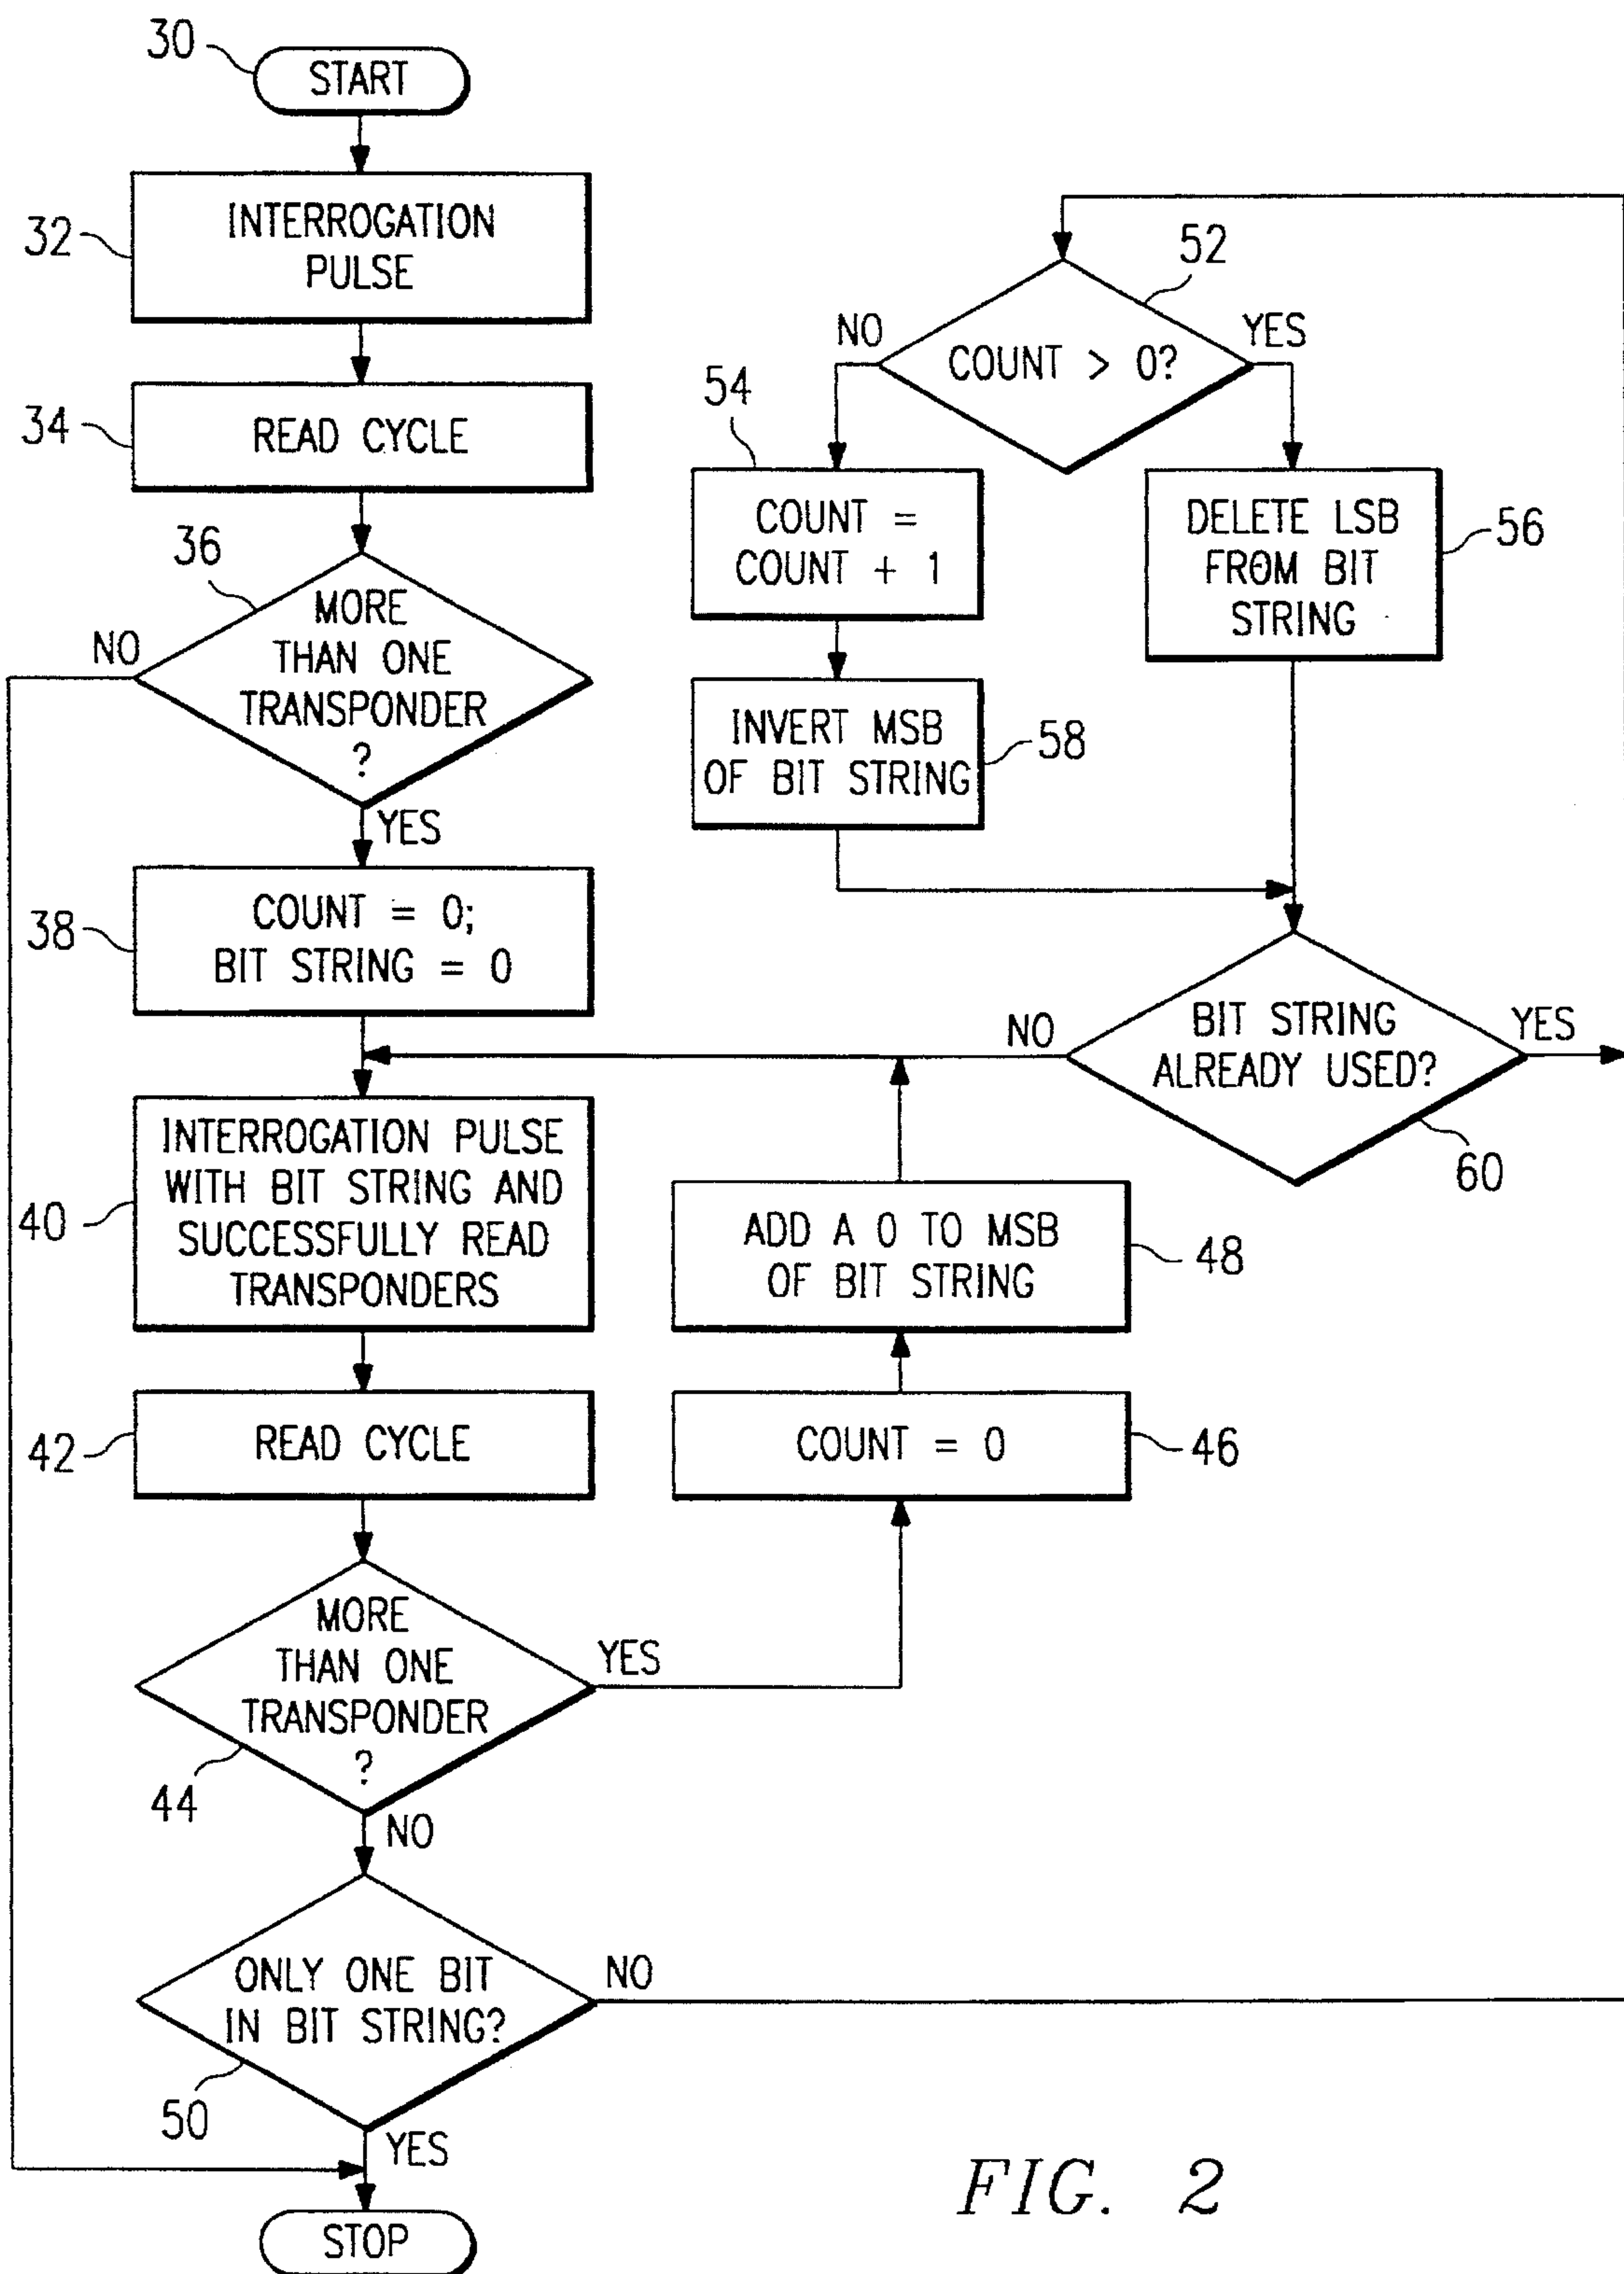 30
START
32
INTERROGATION
PULSE
34
READ CYCLE
36
MORE
THAN ONE
TRANSPONDER
?
NO
YES
38
COUNT = 0;
BIT STRING = 0
40
INTERROGATION PULSE
WITH BIT STRING AND
SUCCESSFULLY READ
TRANSPONDERS
42
READ CYCLE
MORE
THAN ONE
TRANSPONDER
?
44
YES
NO
46
COUNT = 0
48
ADD A 0 TO MSB
OF BIT STRING
ONLY ONE BIT
IN BIT STRING?
50
NO
YES
STOP
52
COUNT > 0?
NO
YES
54
COUNT =
COUNT + 1
56
DELETE LSB
FROM BIT
STRING
58
INVERT MSB
OF BIT STRING
BIT STRING
ALREADY USED?
60
NO
YES
FIG. 2